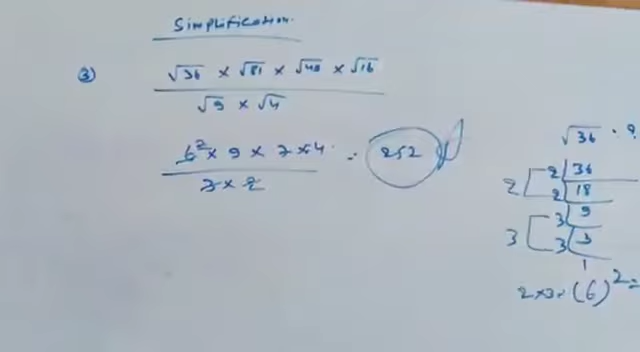 Simplification.
③ √36 × √81 × √49 × √16
√9 × √4
6² × 9 × 7 × 4 = 252
3 × 2
√36 =
2 2|36
2|18
3 3|9
3|3
1
2×3= (6)² =